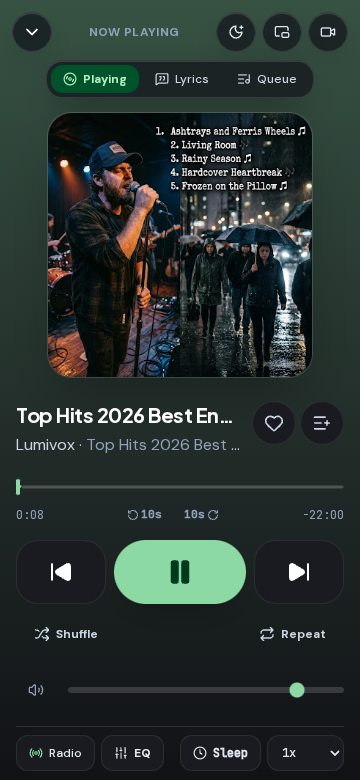 NOW PLAYING
Playing
Lyrics
Queue
1. Ashtrays and Ferris Wheels 🎵
2. Living Room 🎶
3. Rainy Season 🎵
4. Hardcover Heartbreak 🎶
5. Frozen on the Pillow 🎵
Top Hits 2026 Best En...
Lumivox · Top Hits 2026 Best ...
0:08
10s
10s
-22:00
Shuffle
Repeat
Radio
EQ
Sleep
1x